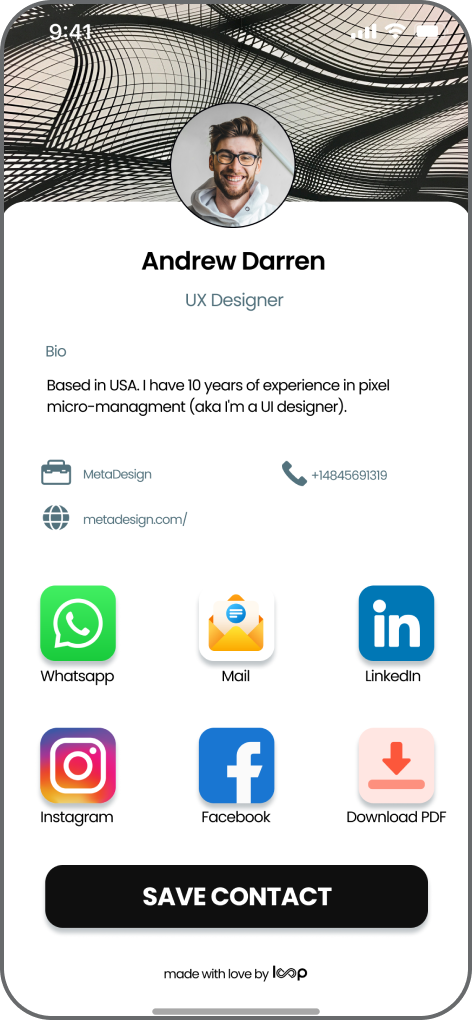 9:41
Andrew Darren
UX Designer
Bio
Based in USA. I have 10 years of experience in pixel
micro-managment (aka I'm a UI designer).
MetaDesign
+14845691319
metadesign.com/
in
Whatsapp
Mail
LinkedIn
Instagram
Facebook
Download PDF
SAVE CONTACT
made with love by loop